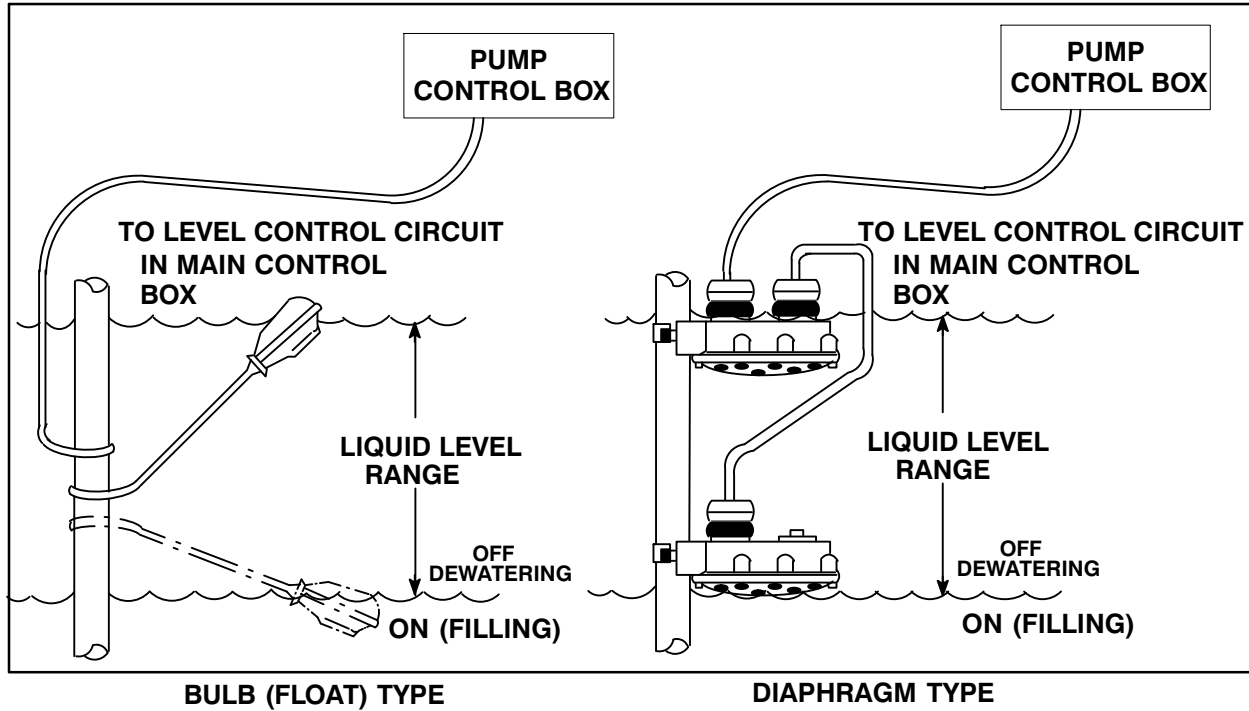 PUMP
CONTROL BOX
TO LEVEL CONTROL CIRCUIT
IN MAIN CONTROL
BOX
LIQUID LEVEL
RANGE
OFF
DEWATERING
ON (FILLING)
BULB (FLOAT) TYPE
PUMP
CONTROL BOX
TO LEVEL CONTROL CIRCUIT
IN MAIN CONTROL
BOX
LIQUID LEVEL
RANGE
OFF
DEWATERING
ON (FILLING)
DIAPHRAGM TYPE